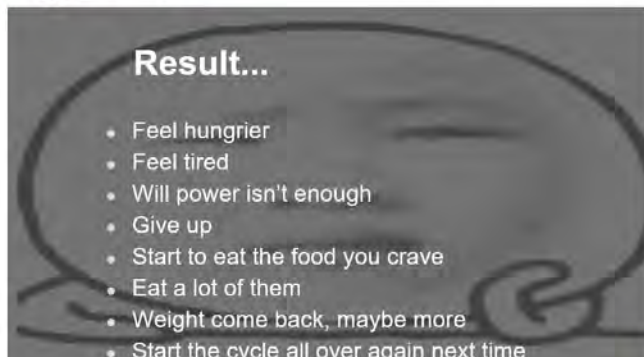 Result...
• Feel hungrier
• Feel tired
• Will power isn't enough
• Give up
• Start to eat the food you crave
• Eat a lot of them
• Weight come back, maybe more
• Start the cycle all over again next time